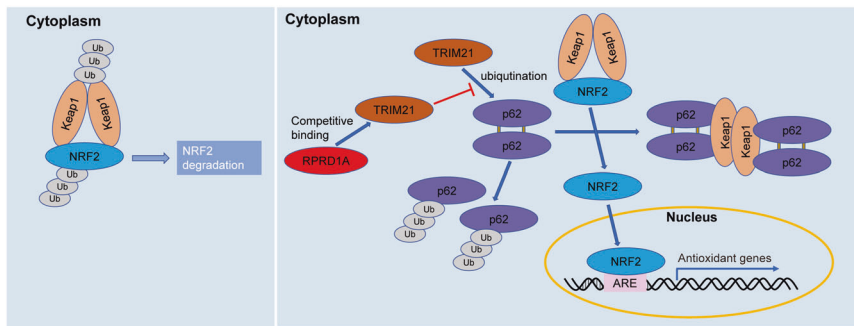 Cytoplasm
Ub
Ub
Ub
Keap1
Keap1
NRF2
Ub
Ub
Ub
NRF2
degradation
Cytoplasm
TRIM21
ubiqutination
TRIM21
Competitive
binding
RPRD1A
p62
p62
p62
Ub
Ub
Ub
p62
Ub
Ub
Ub
Keap1
Keap1
NRF2
NRF2
p62
p62
Keap1
Keap1
p62
p62
Nucleus
NRF2
ARE
Antioxidant genes